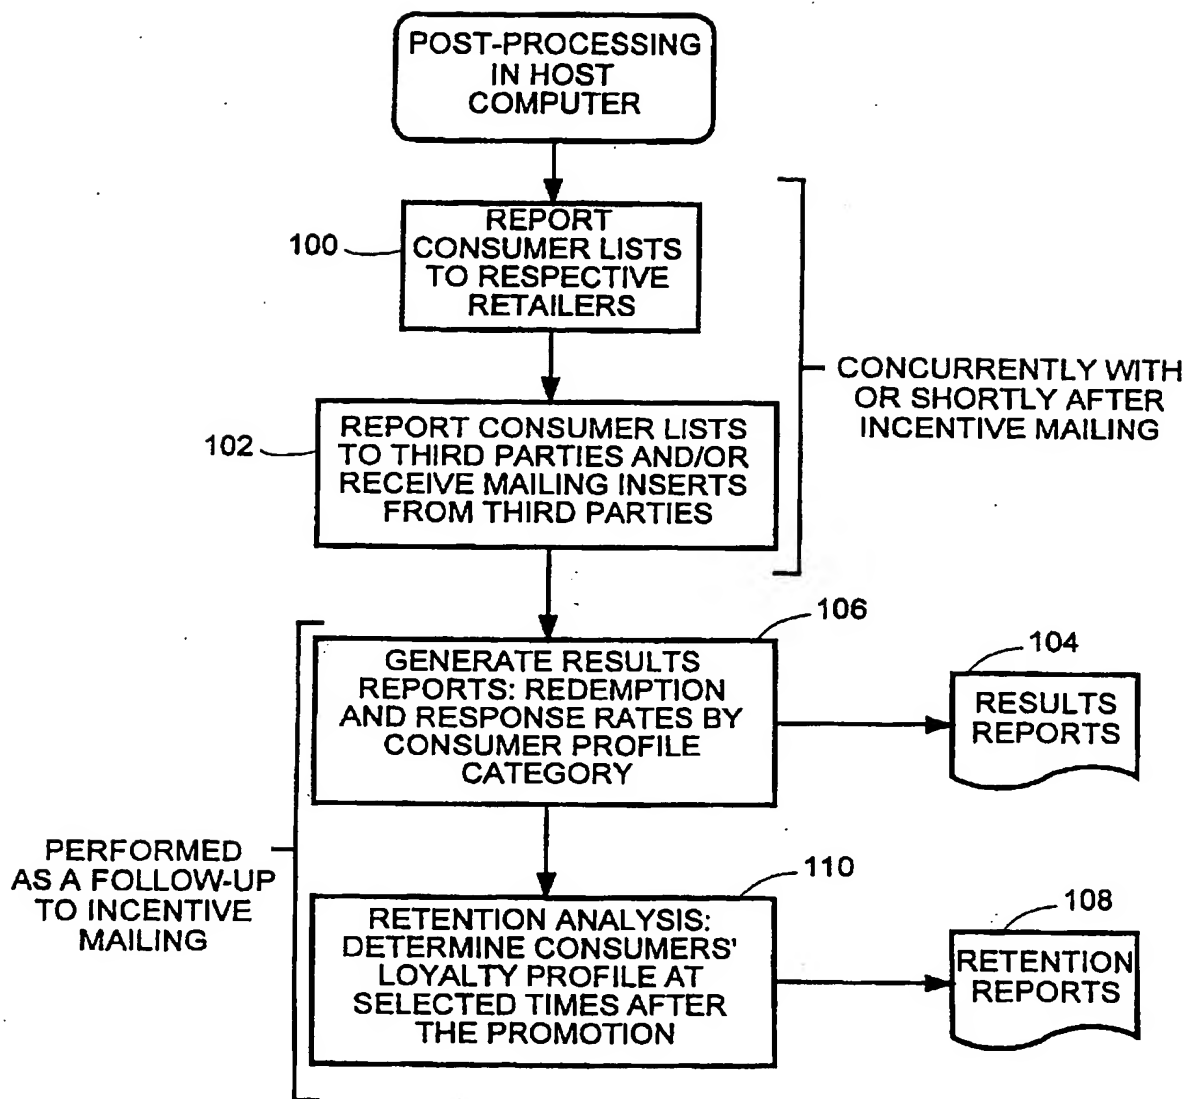 POST-PROCESSING
IN HOST
COMPUTER
100
REPORT
CONSUMER LISTS
TO RESPECTIVE
RETAILERS
CONCURRENTLY WITH
OR SHORTLY AFTER
INCENTIVE MAILING
102
REPORT CONSUMER LISTS
TO THIRD PARTIES AND/OR
RECEIVE MAILING INSERTS
FROM THIRD PARTIES
106
GENERATE RESULTS
REPORTS: REDEMPTION
AND RESPONSE RATES BY
CONSUMER PROFILE
CATEGORY
104
RESULTS
REPORTS
PERFORMED
AS A FOLLOW-UP
TO INCENTIVE
MAILING
110
RETENTION ANALYSIS:
DETERMINE CONSUMERS'
LOYALTY PROFILE AT
SELECTED TIMES AFTER
THE PROMOTION
108
RETENTION
REPORTS